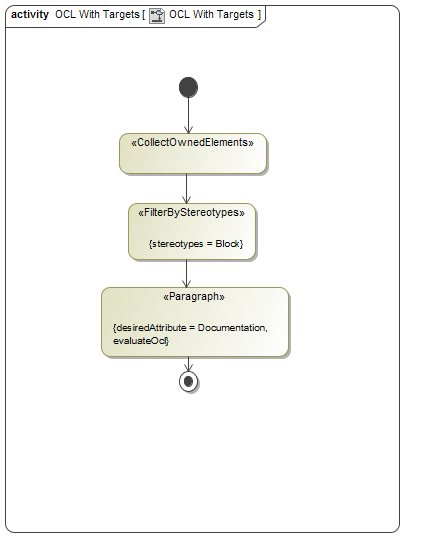 activity OCL With Targets [ OCL With Targets ]
«CollectOwnedElements»
«FilterByStereotypes»
{stereotypes = Block}
«Paragraph»
{desiredAttribute = Documentation,
evaluateOcl}